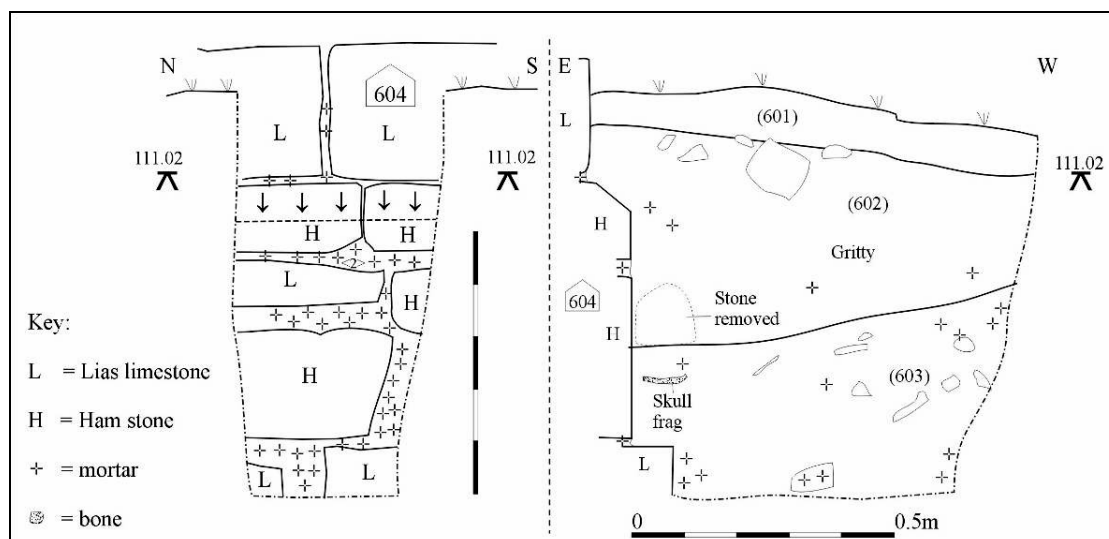 N
S
604
L
L
111.02
111.02
H
H
2
L
H
H
L
L
Key:
L = Lias limestone
H = Ham stone
= mortar
= bone
E
W
L
(601)
111.02
(602)
H
Gritty
604
Stone
removed
H
(603)
Skull
frag
L
0 0.5m